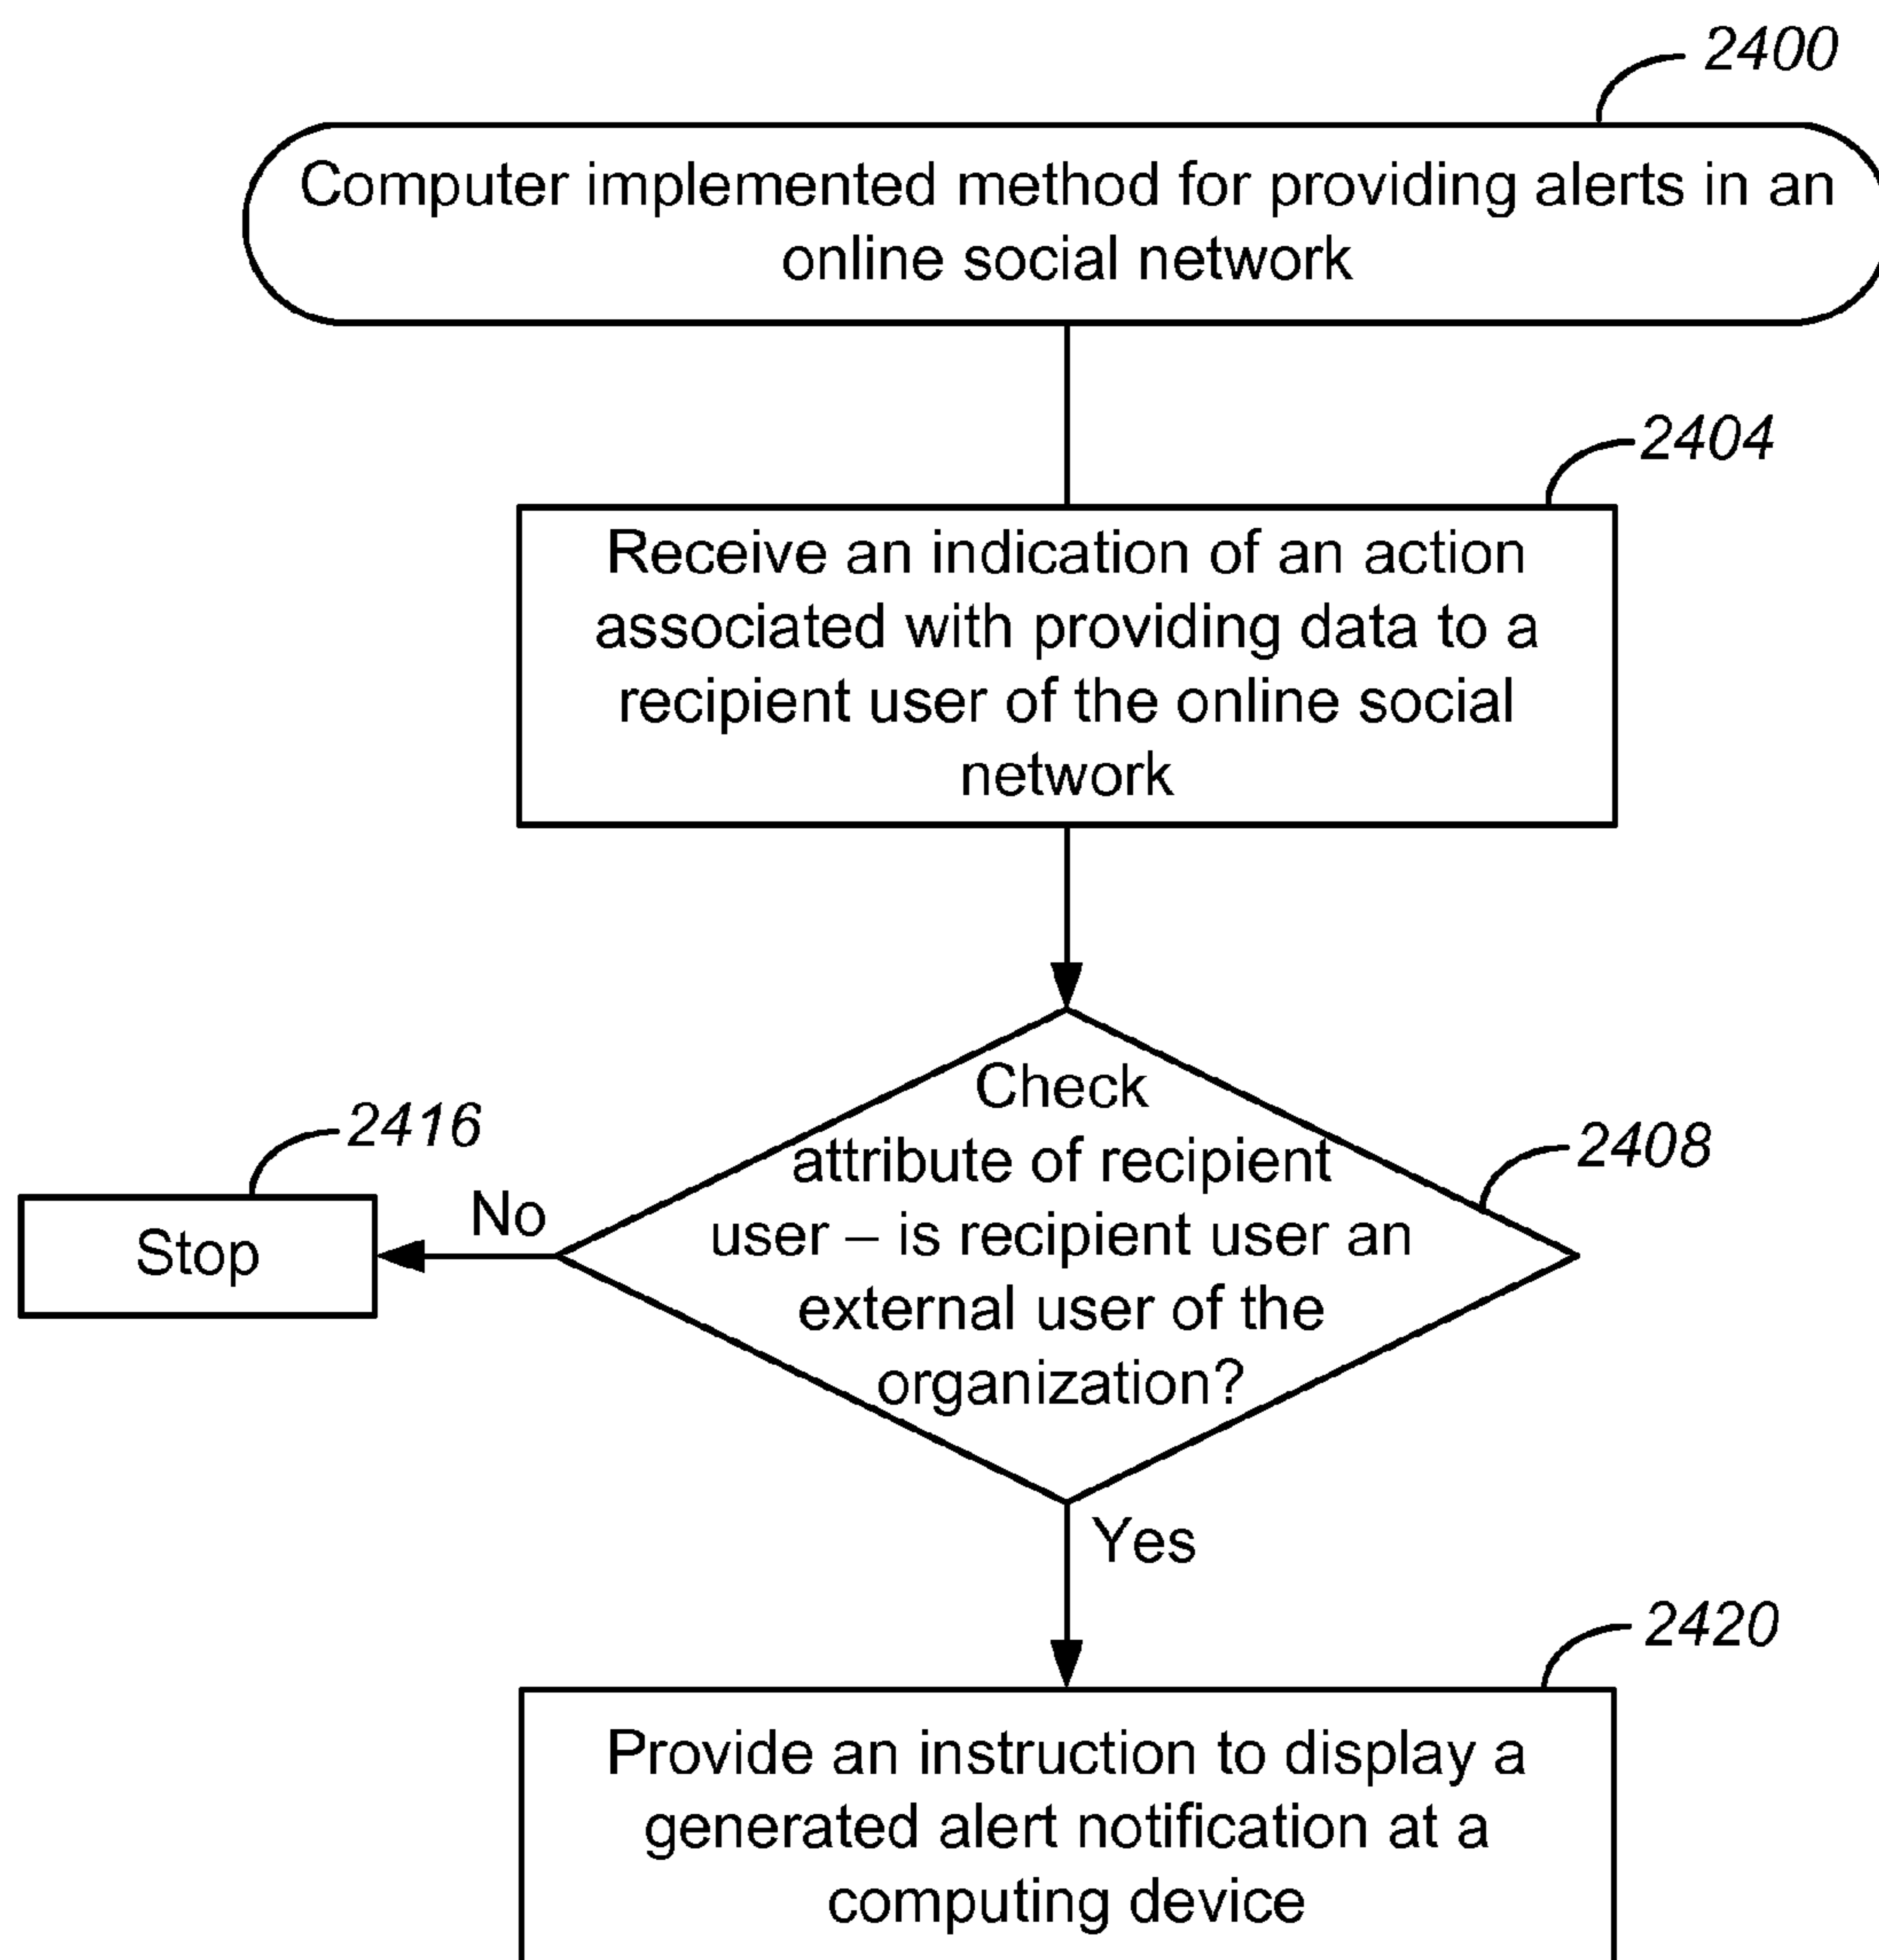 2400
Computer implemented method for providing alerts in an
online social network
2404
Receive an indication of an action
associated with providing data to a
recipient user of the online social
network
Check
attribute of recipient
user – is recipient user an
external user of the
organization?
2408
2416
No
Stop
Yes
2420
Provide an instruction to display a
generated alert notification at a
computing device